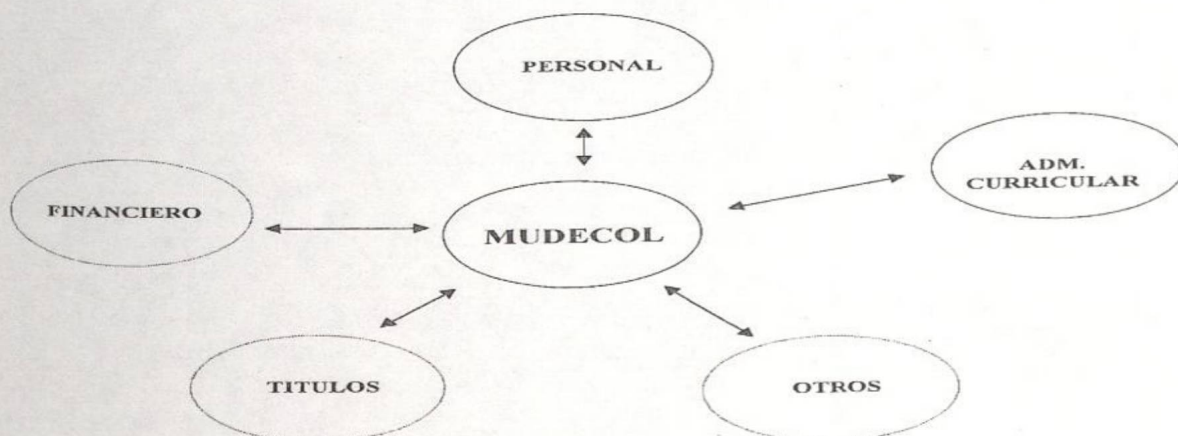 PERSONAL
ADM.
CURRICULAR
FINANCIERO
MUDECOL
TITULOS
OTROS